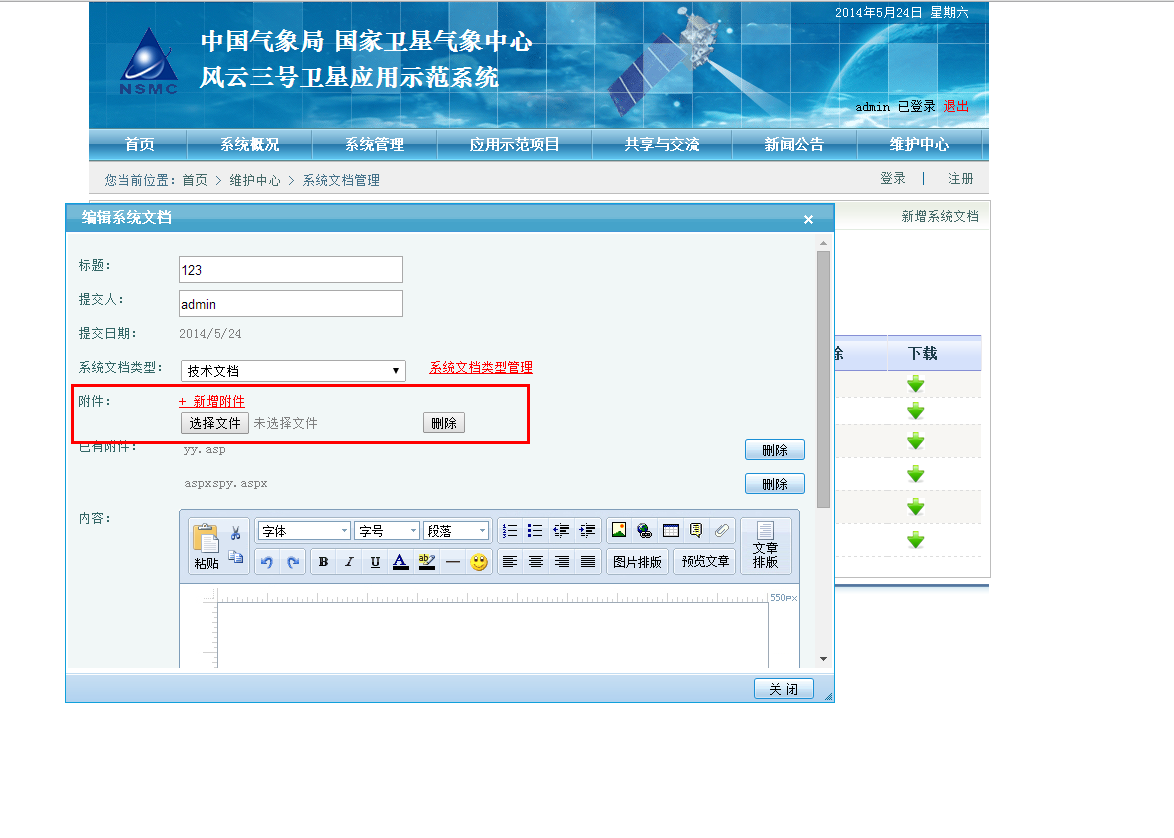 2014年5月24日 星期六
中国气象局 国家卫星气象中心
风云三号卫星应用示范系统
NSMC
admin 已登录 退出
首页 系统概况 系统管理 应用示范项目 共享与交流 新闻公告 维护中心
您当前位置: 首页 > 维护中心 > 系统文档管理 登录 | 注册
编辑系统文档 ×
新增系统文档
标题: 123
提交人: admin
提交日期: 2014/5/24
除 下载
系统文档类型: 技术文档 系统文档类型管理
附件: + 新增附件
选择文件 未选择文件 删除
已有附件: yy.asp 删除
aspxspy.aspx 删除
内容:
粘贴 字体 字号 段落
B I U A ab 图片排版 预览文章 文章排版
550px
关 闭